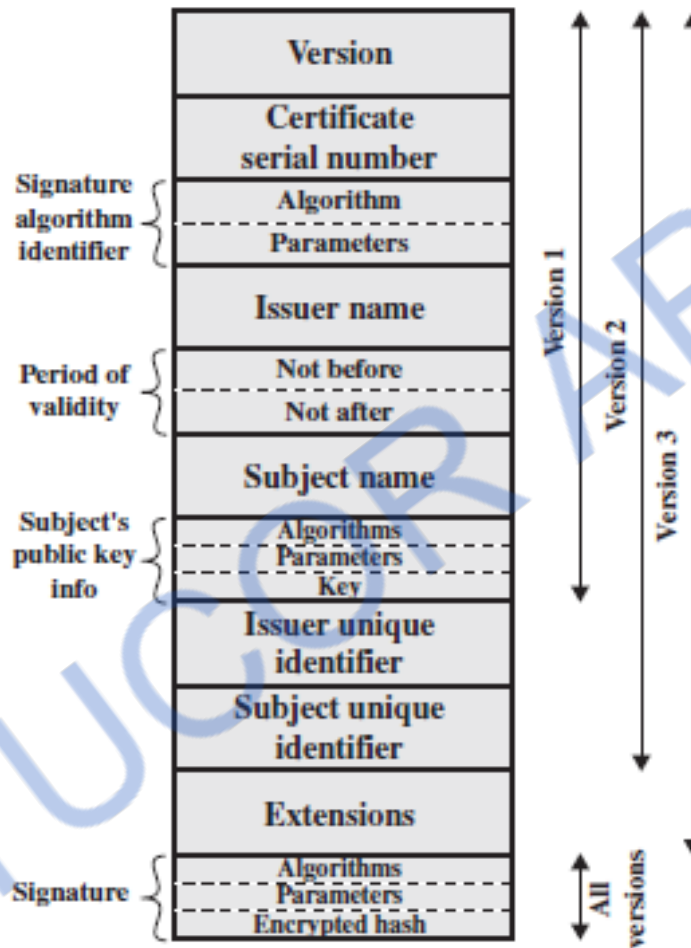 Version
Certificate
serial number
Signature
algorithm
identifier
Algorithm
Parameters
Issuer name
Period of
validity
Not before
Not after
Subject name
Subject's
public key
info
Algorithms
Parameters
Key
Issuer unique
identifier
Subject unique
identifier
Extensions
Signature
Algorithms
Parameters
Encrypted hash
Version 1
Version 2
Version 3
All
versions
UCOR